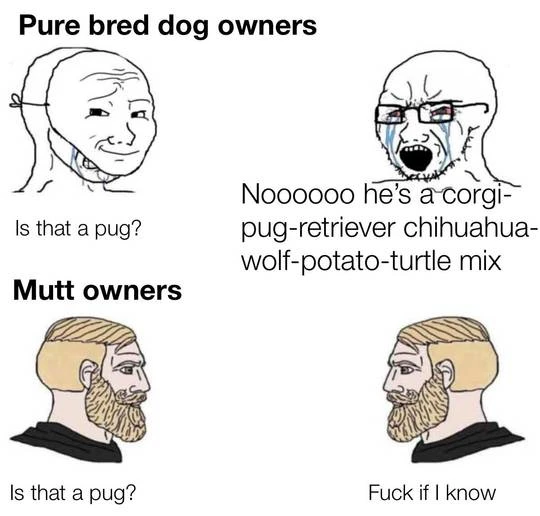 Pure bred dog owners
Is that a pug?
Noooooo he's a corgi-
pug-retriever chihuahua-
wolf-potato-turtle mix
Mutt owners
Is that a pug?
Fuck if I know